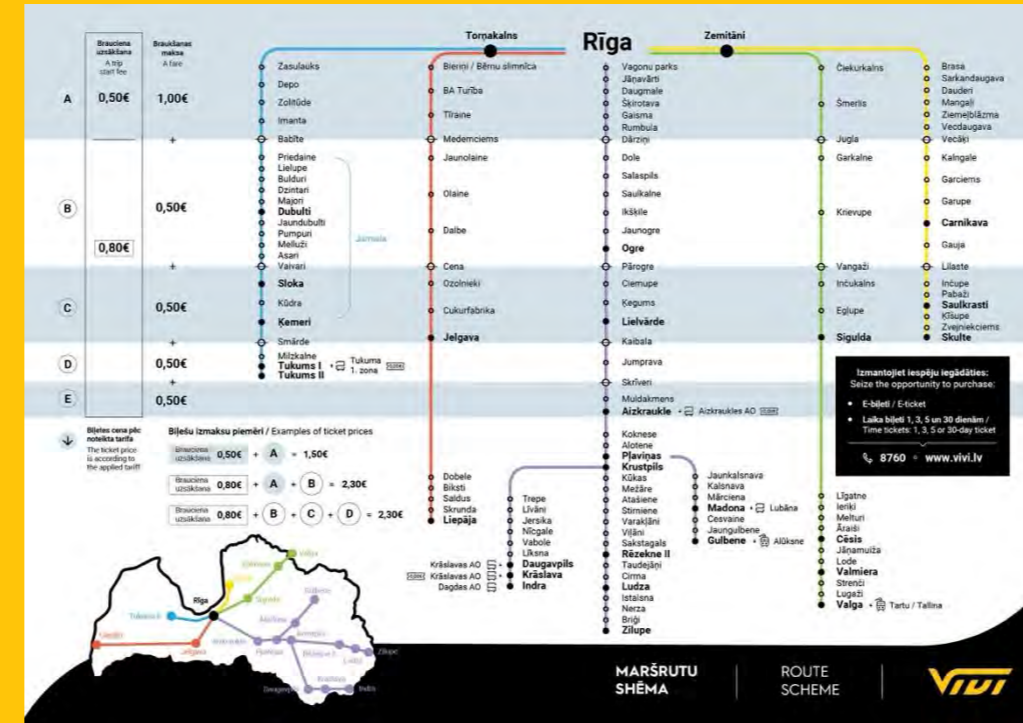 Brauciena uzsākšana
A trip start fee
Braukšanas maksa
A fare
A
0,50€
1,00€
+
B
0,50€
0,80€
+
C
0,50€
+
D
0,50€
+
E
0,50€
Biļetes cena pēc noteikta tarifa
The ticket price is according to the applied tariff
Torņakalns
Rīga
Zemitāni
Zasulauks
Depo
Zolitūde
Imanta
Babīte
Priedaine
Lielupe
Bulduri
Dzintari
Majori
Dubulti
Jaundubulti
Pumpuri
Melluži
Asari
Vaivari
Sloka
Kūdra
Ķemeri
Jūrmala
Smārde
Milzkalne
Tukums I
Tukuma 1. zona
Tukums II
Bieriņi / Bērnu slimnīca
BA Turība
Tīraine
Medemciems
Jaunolaine
Olaine
Dalbe
Cena
Ozolnieki
Cukurfabrika
Jelgava
Dobele
Biksti
Saldus
Skrunda
Liepāja
Vagonu parks
Jāņavārti
Daugmale
Šķirotava
Gaisma
Rumbula
Dārziņi
Dole
Salaspils
Saulkalne
Ikšķile
Jaunogre
Ogre
Pārogre
Ciemupe
Ķegums
Lielvārde
Kaibala
Jumprava
Skrīveri
Muldakmens
Aizkraukle
Aizkraukles AO
Koknese
Alotene
Pļaviņas
Krustpils
Kūkas
Mežāre
Atašiene
Stirniene
Varakļāni
Viļāni
Sakstagals
Rēzekne II
Taudejāņi
Cirma
Ludza
Istalsna
Nerza
Briģi
Zilupe
Trepe
Līvāni
Jersika
Nīcgale
Vabole
Līksna
Krāslavas AO
Daugavpils
Krāslavas AO
Krāslava
Dagdas AO
Indra
Jaunkalsnava
Kalsnava
Mārciena
Madona
Lubāna
Cesvaine
Jaungulbene
Gulbene
Alūksne
Čiekurkalns
Šmerlis
Jugla
Garkalne
Krievupe
Vangaži
Inčukalns
Egļupe
Sigulda
Līgatne
Ieriķi
Melturi
Āraiši
Cēsis
Jāņamuiža
Lode
Valmiera
Strenči
Lugaži
Valga
Tartu / Tallina
Brasa
Sarkandaugava
Dauderi
Mangaļi
Ziemeļblāzma
Vecdaugava
Vecāķi
Kalngale
Garciems
Garupe
Carnikava
Gauja
Lilaste
Inčupe
Pabaži
Saulkrasti
Ķīšupe
Zvejniekciems
Skulte
Izmantojiet iespēju iegādāties:
Seize the opportunity to purchase:
• E-biļeti / E-ticket
• Laika biļeti 1, 3, 5 un 30 dienām /
Time tickets: 1, 3, 5 or 30-day ticket
8760 • www.vivi.lv
Biļešu izmaksu piemēri / Examples of ticket prices
Brauciena uzsākšana 0,50€ + A = 1,50€
Brauciena uzsākšana 0,80€ + A + B = 2,30€
Brauciena uzsākšana 0,80€ + B + C + D = 2,30€
Rīga
MARŠRUTU
SHĒMA
ROUTE
SCHEME
VIVI